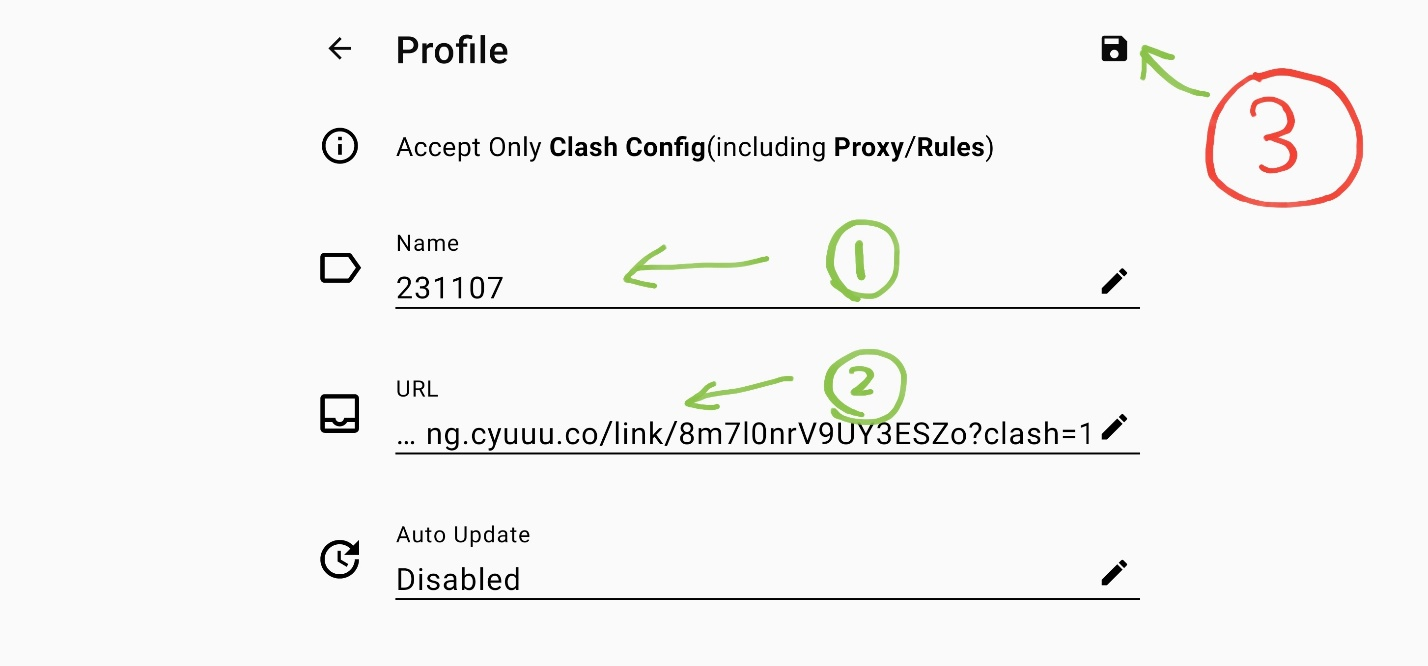 Profile
3
Accept Only Clash Config(including Proxy/Rules)
Name
231107
1
URL
2
... ng.cyuuu.co/link/8m7l0nrV9UY3ESZo?clash=1
Auto Update
Disabled